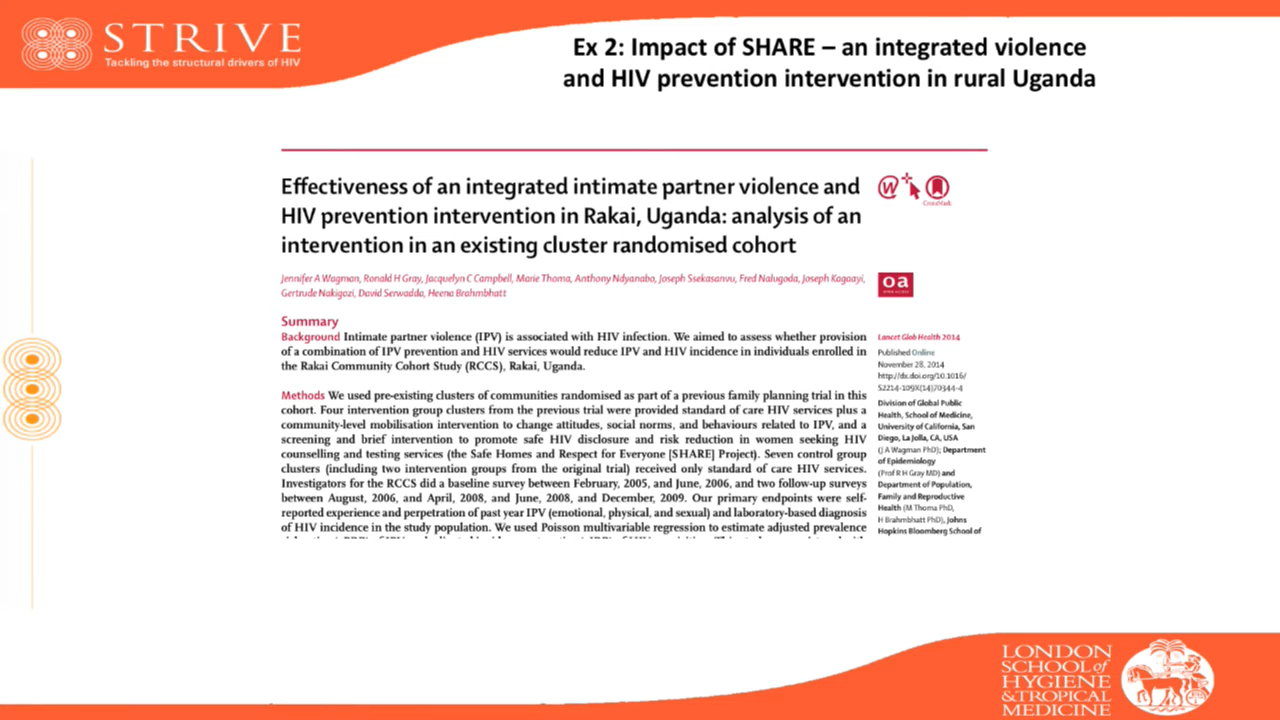 STRIVE
Tackling the structural drivers of HIV
Ex 2: Impact of SHARE – an integrated violence
and HIV prevention intervention in rural Uganda
Effectiveness of an integrated intimate partner violence and
HIV prevention intervention in Rakai, Uganda: analysis of an
intervention in an existing cluster randomised cohort
W
CrossMark
Jennifer A Wagman, Ronald H Gray, Jacquelyn C Campbell, Marie Thoma, Anthony Ndyanabo, Joseph Ssekasanvu, Fred Nalugoda, Joseph Kagaayi,
Gertrude Nakigozi, David Serwadda, Heena Brahmbhatt
oa
OPEN ACCESS
Summary
Background Intimate partner violence (IPV) is associated with HIV infection. We aimed to assess whether provision
of a combination of IPV prevention and HIV services would reduce IPV and HIV incidence in individuals enrolled in
the Rakai Community Cohort Study (RCCS), Rakai, Uganda.
Methods We used pre-existing clusters of communities randomised as part of a previous family planning trial in this
cohort. Four intervention group clusters from the previous trial were provided standard of care HIV services plus a
community-level mobilisation intervention to change attitudes, social norms, and behaviours related to IPV, and a
screening and brief intervention to promote safe HIV disclosure and risk reduction in women seeking HIV
counselling and testing services (the Safe Homes and Respect for Everyone [SHARE] Project). Seven control group
clusters (including two intervention groups from the original trial) received only standard of care HIV services.
Investigators for the RCCS did a baseline survey between February, 2005, and June, 2006, and two follow-up surveys
between August, 2006, and April, 2008, and June, 2008, and December, 2009. Our primary endpoints were self-
reported experience and perpetration of past year IPV (emotional, physical, and sexual) and laboratory-based diagnosis
of HIV incidence in the study population. We used Poisson multivariable regression to estimate adjusted prevalence
Lancet Glob Health 2014
Published Online
November 28, 2014
http://dx.doi.org/10.1016/
S2214-109X(14)70344-4
Division of Global Public
Health, School of Medicine,
University of California, San
Diego, La Jolla, CA, USA
(J A Wagman PhD); Department
of Epidemiology
(Prof R H Gray MD) and
Department of Population,
Family and Reproductive
Health (M Thoma PhD,
H Brahmbhatt PhD), Johns
Hopkins Bloomberg School of
LONDON
SCHOOL of
HYGIENE
& TROPICAL
MEDICINE